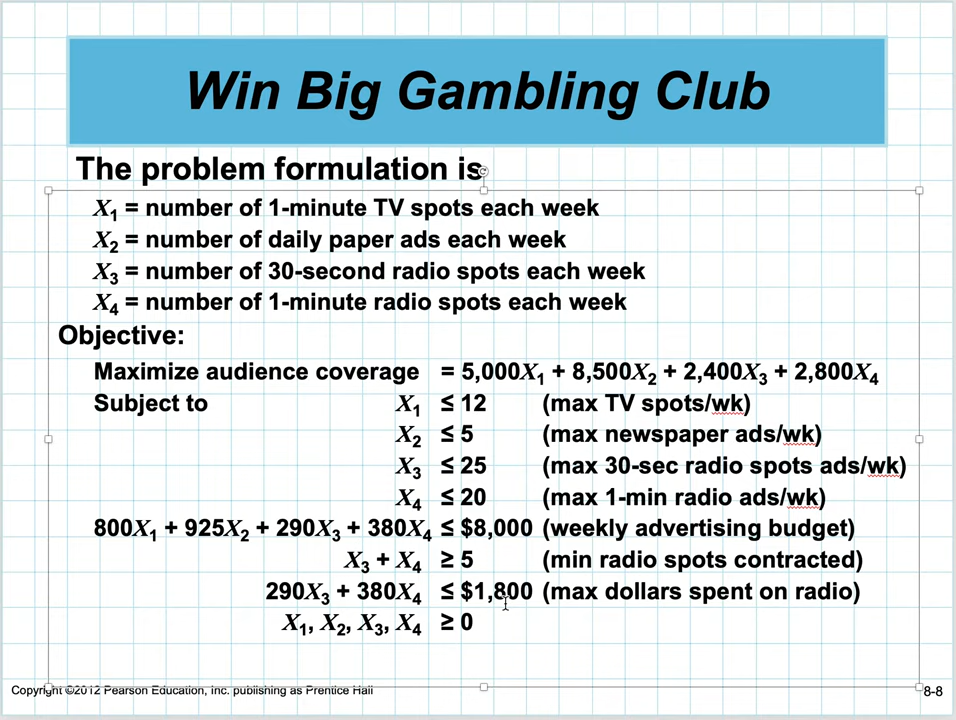 Win Big Gambling Club
The problem formulation is
X₁ = number of 1-minute TV spots each week
X₂ = number of daily paper ads each week
X₃ = number of 30-second radio spots each week
X₄ = number of 1-minute radio spots each week
Objective:
Maximize audience coverage = 5,000X₁ + 8,500X₂ + 2,400X₃ + 2,800X₄
Subject to X₁ ≤ 12 (max TV spots/wk)
X₂ ≤ 5 (max newspaper ads/wk)
X₃ ≤ 25 (max 30-sec radio spots ads/wk)
X₄ ≤ 20 (max 1-min radio ads/wk)
800X₁ + 925X₂ + 290X₃ + 380X₄ ≤ $8,000 (weekly advertising budget)
X₃ + X₄ ≥ 5 (min radio spots contracted)
290X₃ + 380X₄ ≤ $1,800 (max dollars spent on radio)
X₁, X₂, X₃, X₄ ≥ 0
Copyright ©2012 Pearson Education, Inc. publishing as Prentice Hall
8-8